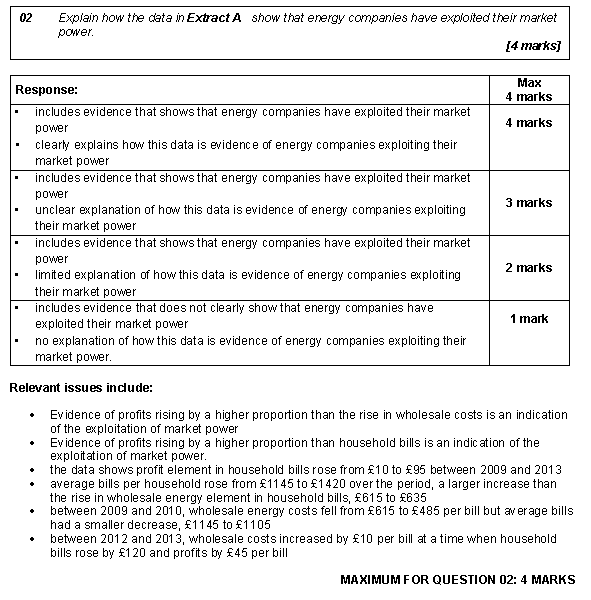 02 Explain how the data in Extract A show that energy companies have exploited their market
power.
[4 marks]
Response:
Max
4 marks
• includes evidence that shows that energy companies have exploited their market
power
• clearly explains how this data is evidence of energy companies exploiting their
market power
4 marks
• includes evidence that shows that energy companies have exploited their market
power
• unclear explanation of how this data is evidence of energy companies exploiting
their market power
3 marks
• includes evidence that shows that energy companies have exploited their market
power
• limited explanation of how this data is evidence of energy companies exploiting
their market power
2 marks
• includes evidence that does not clearly show that energy companies have
exploited their market power
• no explanation of how this data is evidence of energy companies exploiting their
market power.
1 mark
Relevant issues include:
• Evidence of profits rising by a higher proportion than the rise in wholesale costs is an indication
of the exploitation of market power
• Evidence of profits rising by a higher proportion than household bills is an indication of the
exploitation of market power.
• the data shows profit element in household bills rose from £10 to £95 between 2009 and 2013
• average bills per household rose from £1145 to £1420 over the period, a larger increase than
the rise in wholesale energy element in household bills, £615 to £635
• between 2009 and 2010, wholesale energy costs fell from £615 to £485 per bill but average bills
had a smaller decrease, £1145 to £1105
• between 2012 and 2013, wholesale costs increased by £10 per bill at a time when household
bills rose by £120 and profits by £45 per bill
MAXIMUM FOR QUESTION 02: 4 MARKS